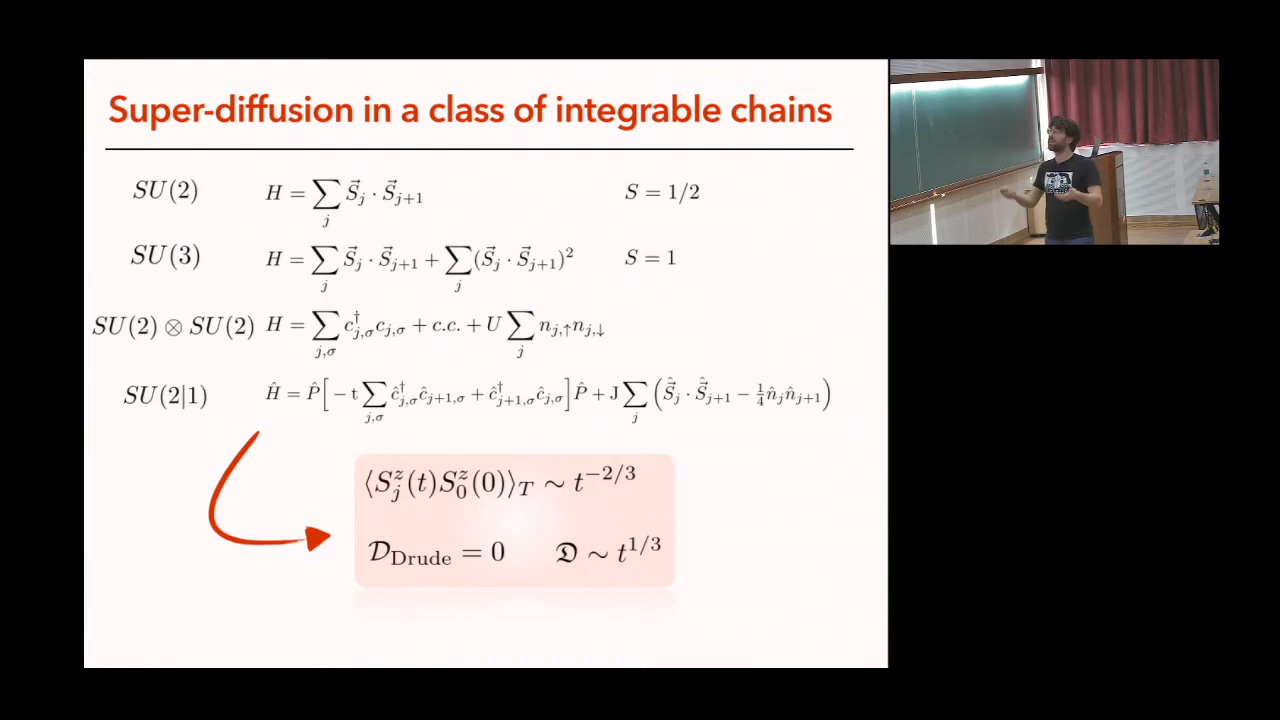 Super-diffusion in a class of integrable chains
SU(2) H = ∑_j S⃗_j · S⃗_{j+1} S = 1/2
SU(3) H = ∑_j S⃗_j · S⃗_{j+1} + ∑_j (S⃗_j · S⃗_{j+1})² S = 1
SU(2) ⊗ SU(2) H = ∑_{j,σ} c†_{j,σ} c_{j,σ} + c.c. + U ∑_j n_{j,↑} n_{j,↓}
SU(2|1) Ĥ = P̂[ − t ∑_{j,σ} ĉ†_{j,σ} ĉ_{j+1,σ} + ĉ†_{j+1,σ} ĉ_{j,σ} ] P̂ + J ∑_j ( Ŝ⃗_j · Ŝ⃗_{j+1} − ¼ n̂_j n̂_{j+1} )
⟨S^z_j(t) S^z_0(0)⟩_T ∼ t^{−2/3}
𝒟_Drude = 0 𝕯 ∼ t^{1/3}